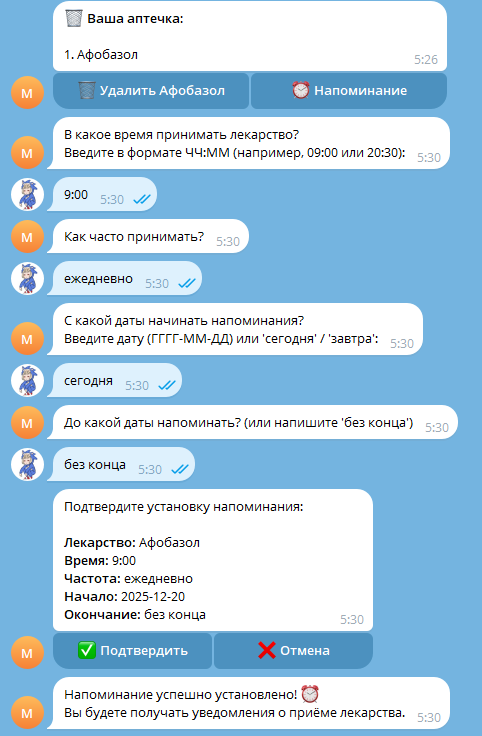 🗑 Ваша аптечка:
1. Афобазол
5:26
🗑 Удалить Афобазол
⏰ Напоминание
М
В какое время принимать лекарство?
Введите в формате ЧЧ:ММ (например, 09:00 или 20:30):
5:30
М
9:00
5:30
Как часто принимать?
5:30
М
ежедневно
5:30
С какой даты начинать напоминания?
Введите дату (ГГГГ-ММ-ДД) или 'сегодня' / 'завтра':
5:30
М
сегодня
5:30
До какой даты напоминать? (или напишите 'без конца')
5:30
М
без конца
5:30
Подтвердите установку напоминания:
Лекарство: Афобазол
Время: 9:00
Частота: ежедневно
Начало: 2025-12-20
Окончание: без конца
5:30
✅ Подтвердить
❌ Отмена
М
Напоминание успешно установлено! ⏰
Вы будете получать уведомления о приёме лекарства.
5:30
М